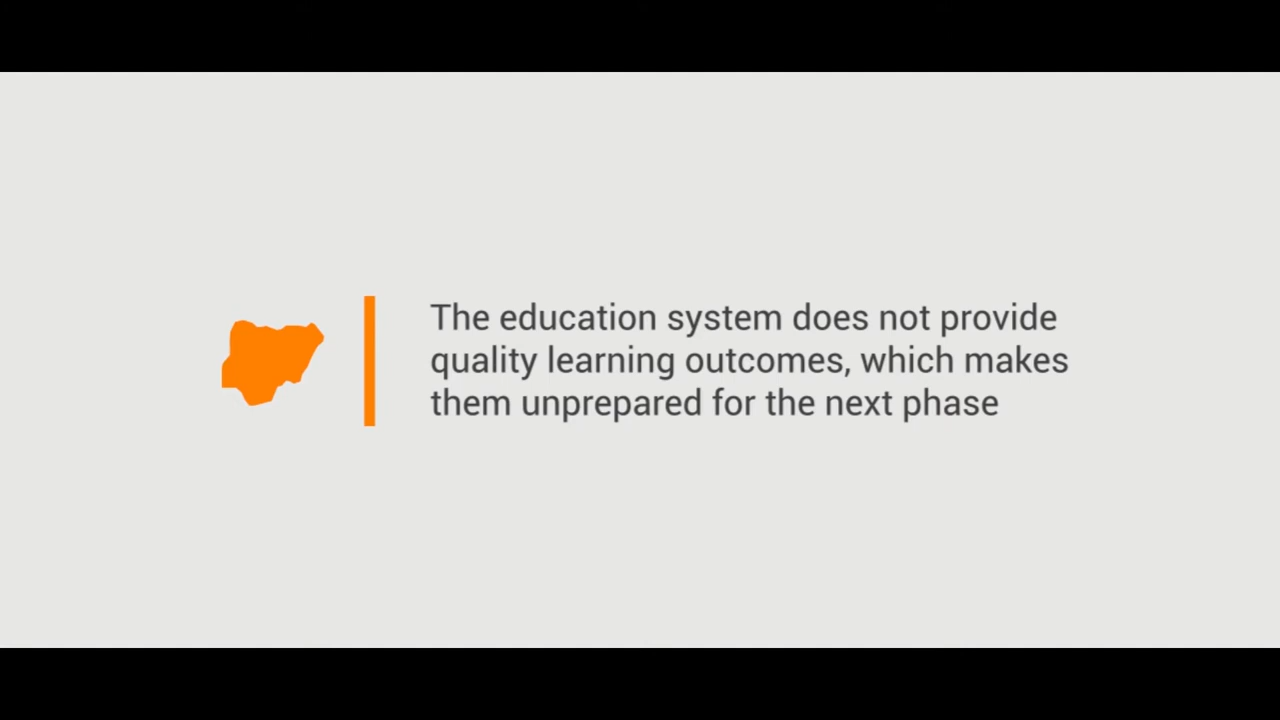 The education system does not provide
quality learning outcomes, which makes
them unprepared for the next phase